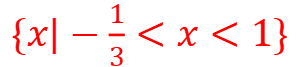 {x| − 1/3 < x < 1}